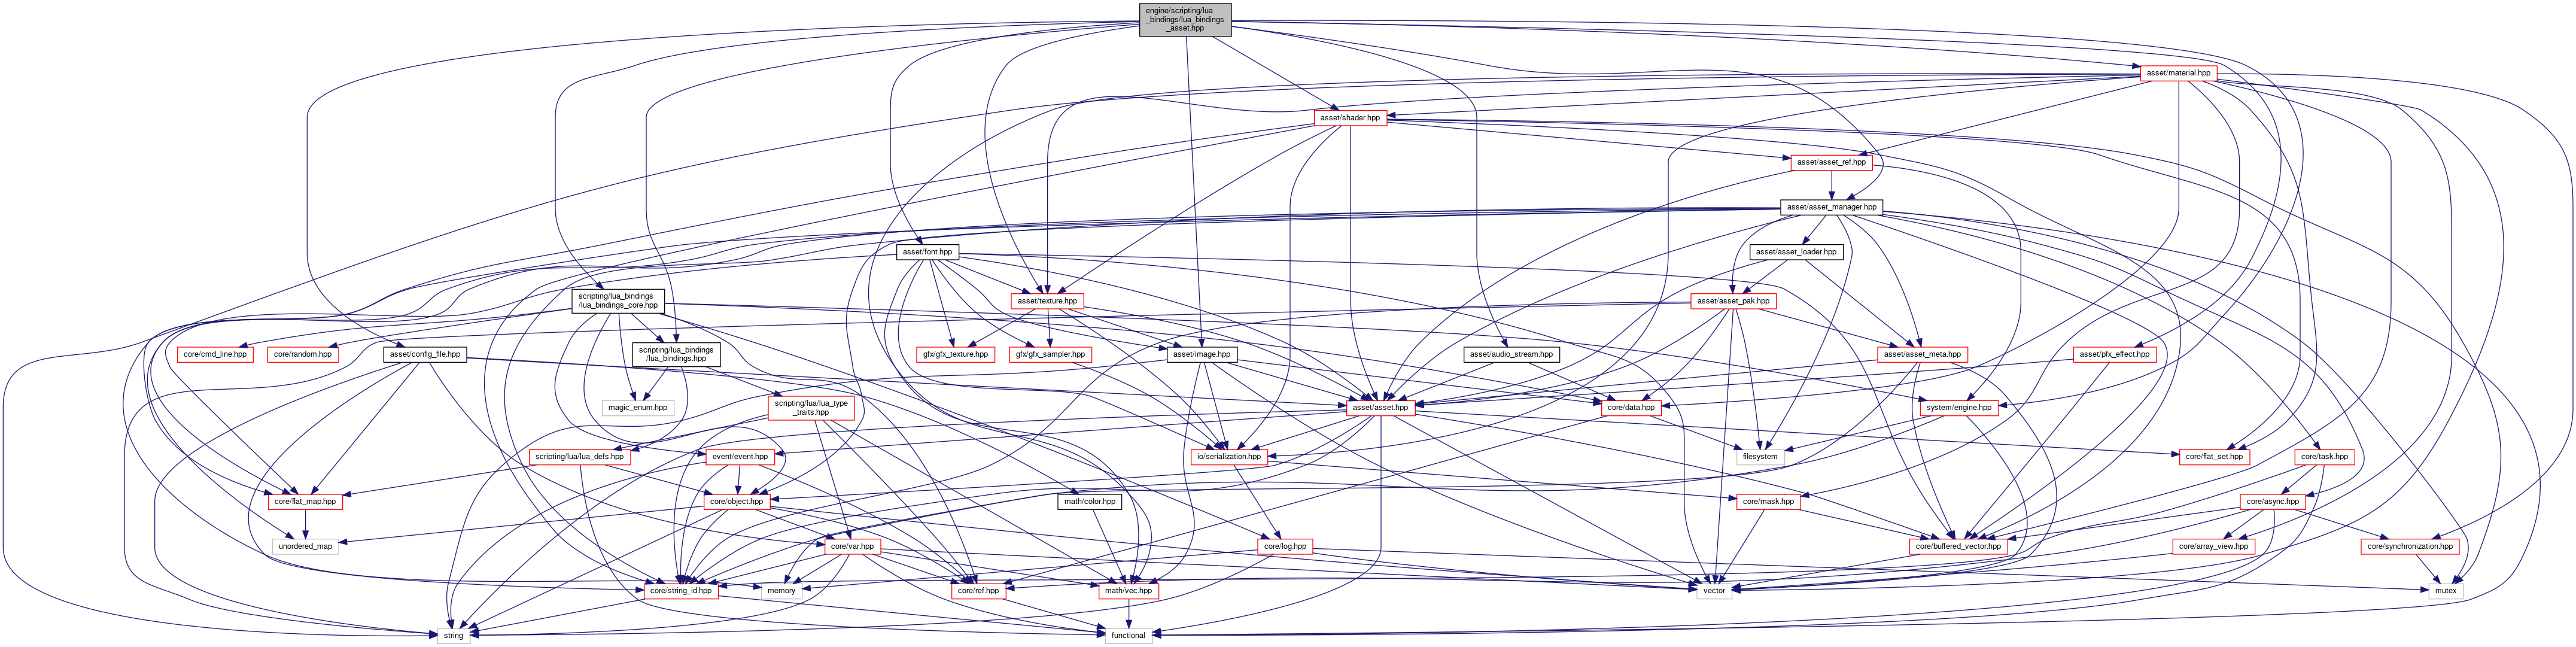 engine/scripting/lua
_bindings/lua_bindings
_asset.hpp
asset/material.hpp
asset/shader.hpp
asset/asset_ref.hpp
asset/asset_manager.hpp
asset/font.hpp
asset/asset_loader.hpp
scripting/lua_bindings
/lua_bindings_core.hpp
asset/texture.hpp
asset/asset_pak.hpp
core/cmd_line.hpp
core/random.hpp
asset/config_file.hpp
scripting/lua_bindings
/lua_bindings.hpp
gfx/gfx_texture.hpp
gfx/gfx_sampler.hpp
asset/image.hpp
asset/audio_stream.hpp
asset/asset_meta.hpp
asset/pfx_effect.hpp
magic_enum.hpp
scripting/lua/lua_type
_traits.hpp
asset/asset.hpp
core/data.hpp
system/engine.hpp
scripting/lua/lua_defs.hpp
event/event.hpp
io/serialization.hpp
filesystem
core/flat_set.hpp
core/task.hpp
core/flat_map.hpp
core/object.hpp
math/color.hpp
core/mask.hpp
core/async.hpp
unordered_map
core/var.hpp
core/log.hpp
core/buffered_vector.hpp
core/array_view.hpp
core/synchronization.hpp
core/string_id.hpp
memory
core/ref.hpp
math/vec.hpp
vector
mutex
string
functional